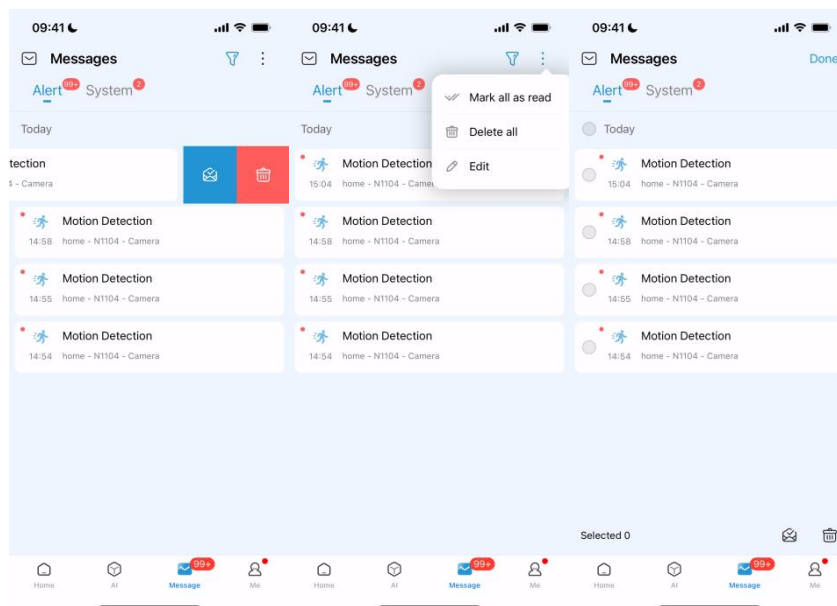 09:41
Messages
Alert 99+ System 2
Today
tection
- Camera
Motion Detection
14:58 home - N1104 - Camera
Motion Detection
14:55 home - N1104 - Camera
Motion Detection
14:54 home - N1104 - Camera
Home AI Message 99+ Me
09:41
Messages
Alert 99+ System 2
Mark all as read
Delete all
Edit
Today
Motion Detection
15:04 home - N1104 - Came
Motion Detection
14:58 home - N1104 - Camera
Motion Detection
14:55 home - N1104 - Camera
Motion Detection
14:54 home - N1104 - Camera
Home AI Message 99+ Me
09:41
Messages Done
Alert 99+ System 2
Today
Motion Detection
15:04 home - N1104 - Camera
Motion Detection
14:58 home - N1104 - Camera
Motion Detection
14:55 home - N1104 - Camera
Motion Detection
14:54 home - N1104 - Camera
Selected 0
Home AI Message 99+ Me